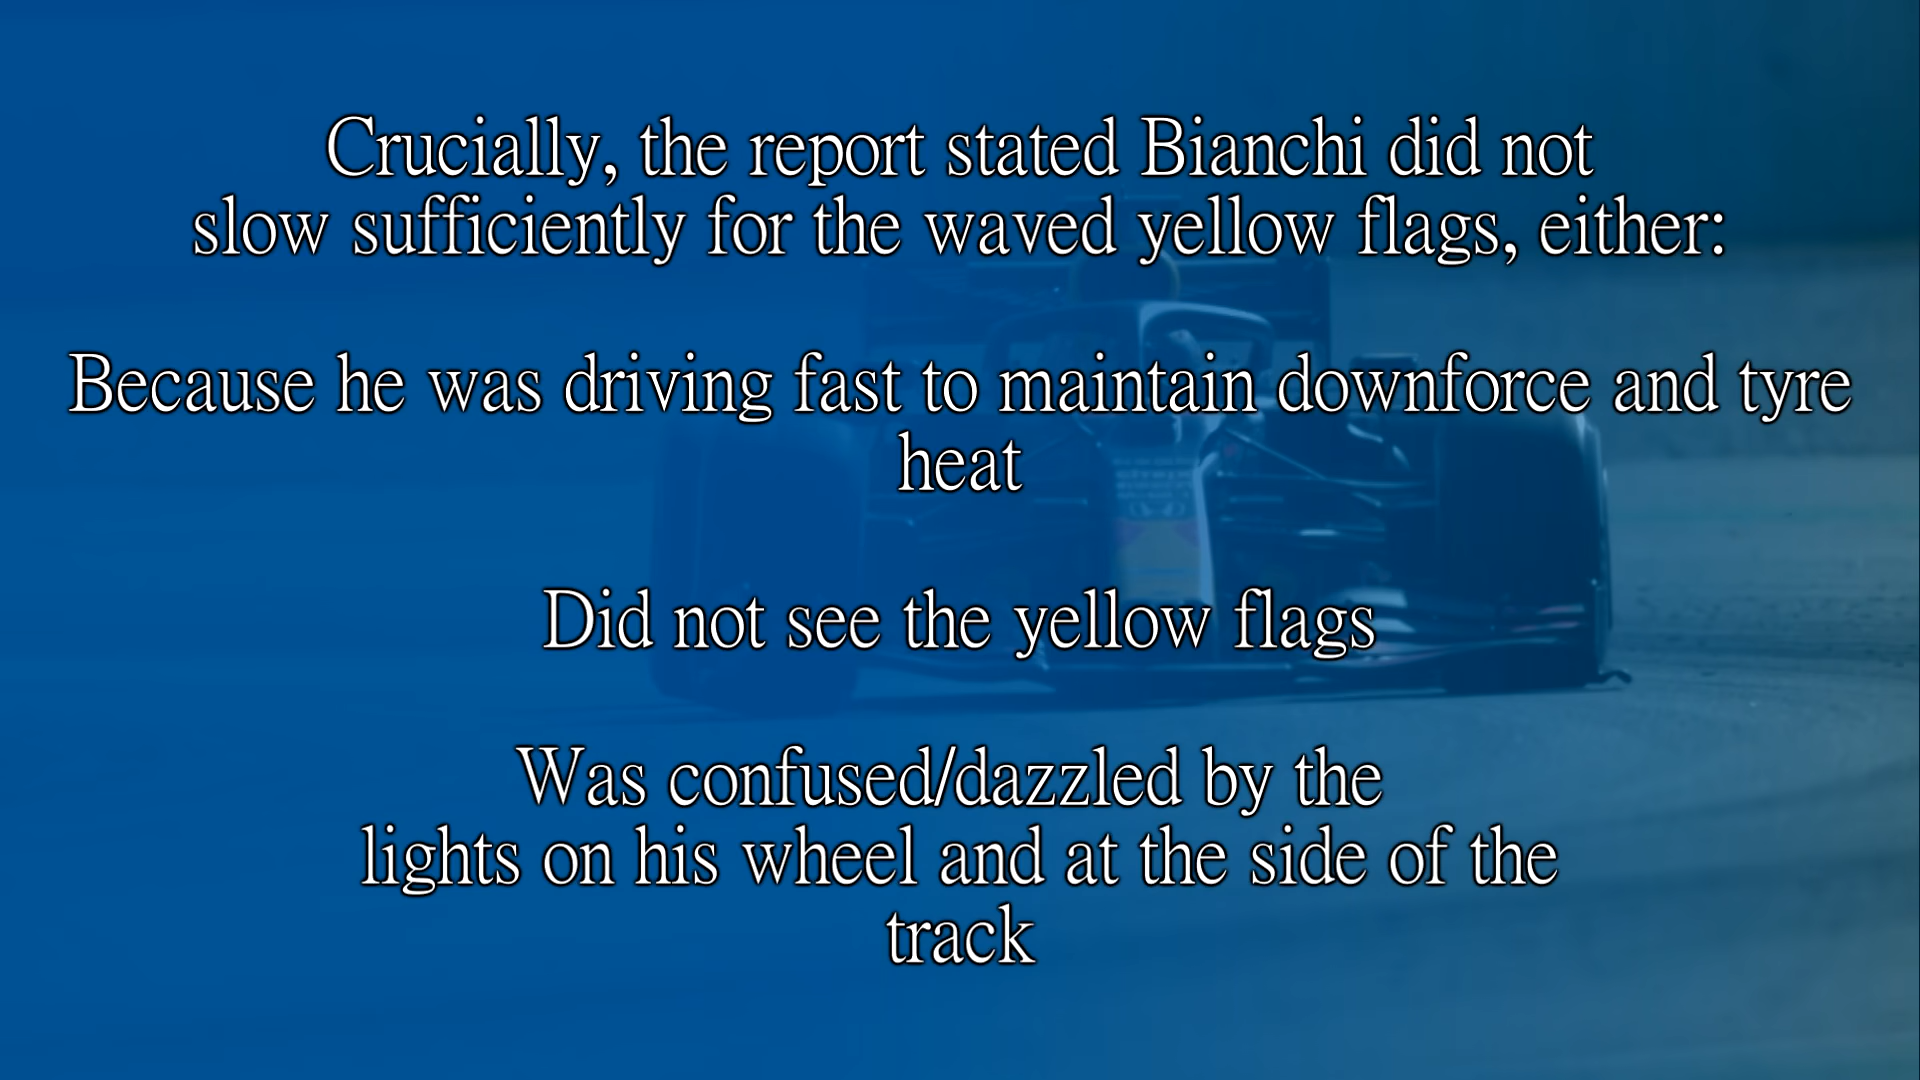 Crucially, the report stated Bianchi did not
slow sufficiently for the waved yellow flags, either:
Because he was driving fast to maintain downforce and tyre
heat
Did not see the yellow flags
Was confused/dazzled by the
lights on his wheel and at the side of the
track